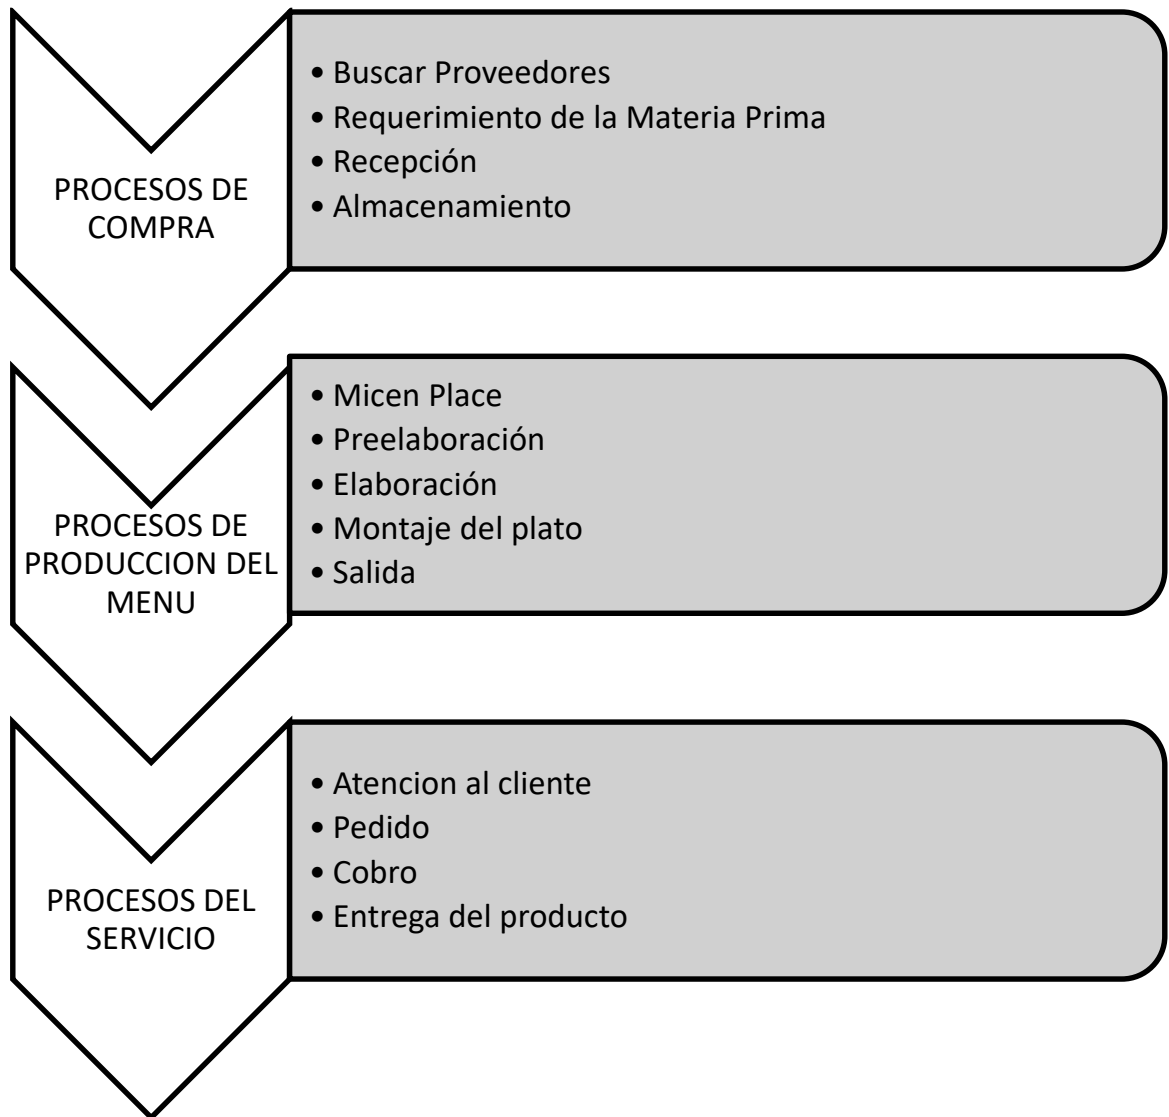 PROCESOS DE
COMPRA
• Buscar Proveedores
• Requerimiento de la Materia Prima
• Recepción
• Almacenamiento
PROCESOS DE
PRODUCCION DEL
MENU
• Micen Place
• Preelaboración
• Elaboración
• Montaje del plato
• Salida
PROCESOS DEL
SERVICIO
• Atencion al cliente
• Pedido
• Cobro
• Entrega del producto